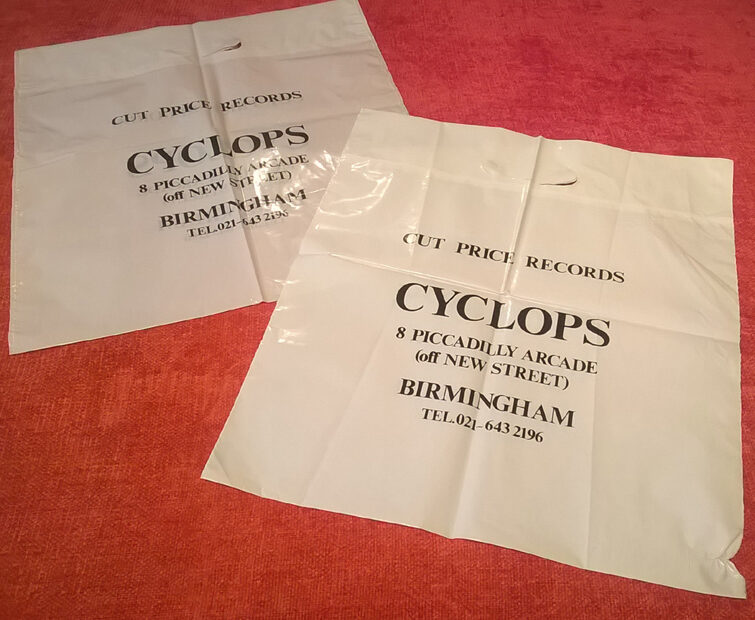 CUT PRICE RECORDS
CYCLOPS
8 PICCADILLY ARCADE
(off NEW STREET)
BIRMINGHAM
TEL.021-643 2196
CUT PRICE RECORDS
CYCLOPS
8 PICCADILLY ARCADE
(off NEW STREET)
BIRMINGHAM
TEL.021-643 2196